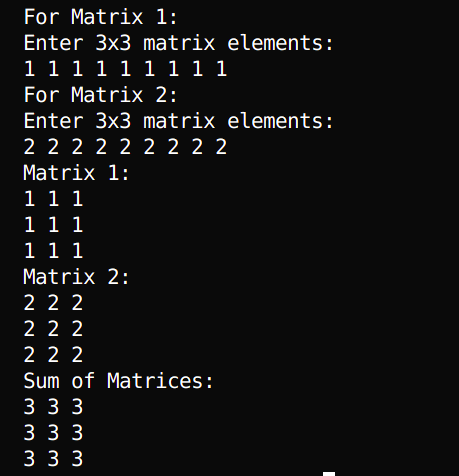 For Matrix 1:
Enter 3x3 matrix elements:
1 1 1 1 1 1 1 1 1
For Matrix 2:
Enter 3x3 matrix elements:
2 2 2 2 2 2 2 2 2
Matrix 1:
1 1 1
1 1 1
1 1 1
Matrix 2:
2 2 2
2 2 2
2 2 2
Sum of Matrices:
3 3 3
3 3 3
3 3 3